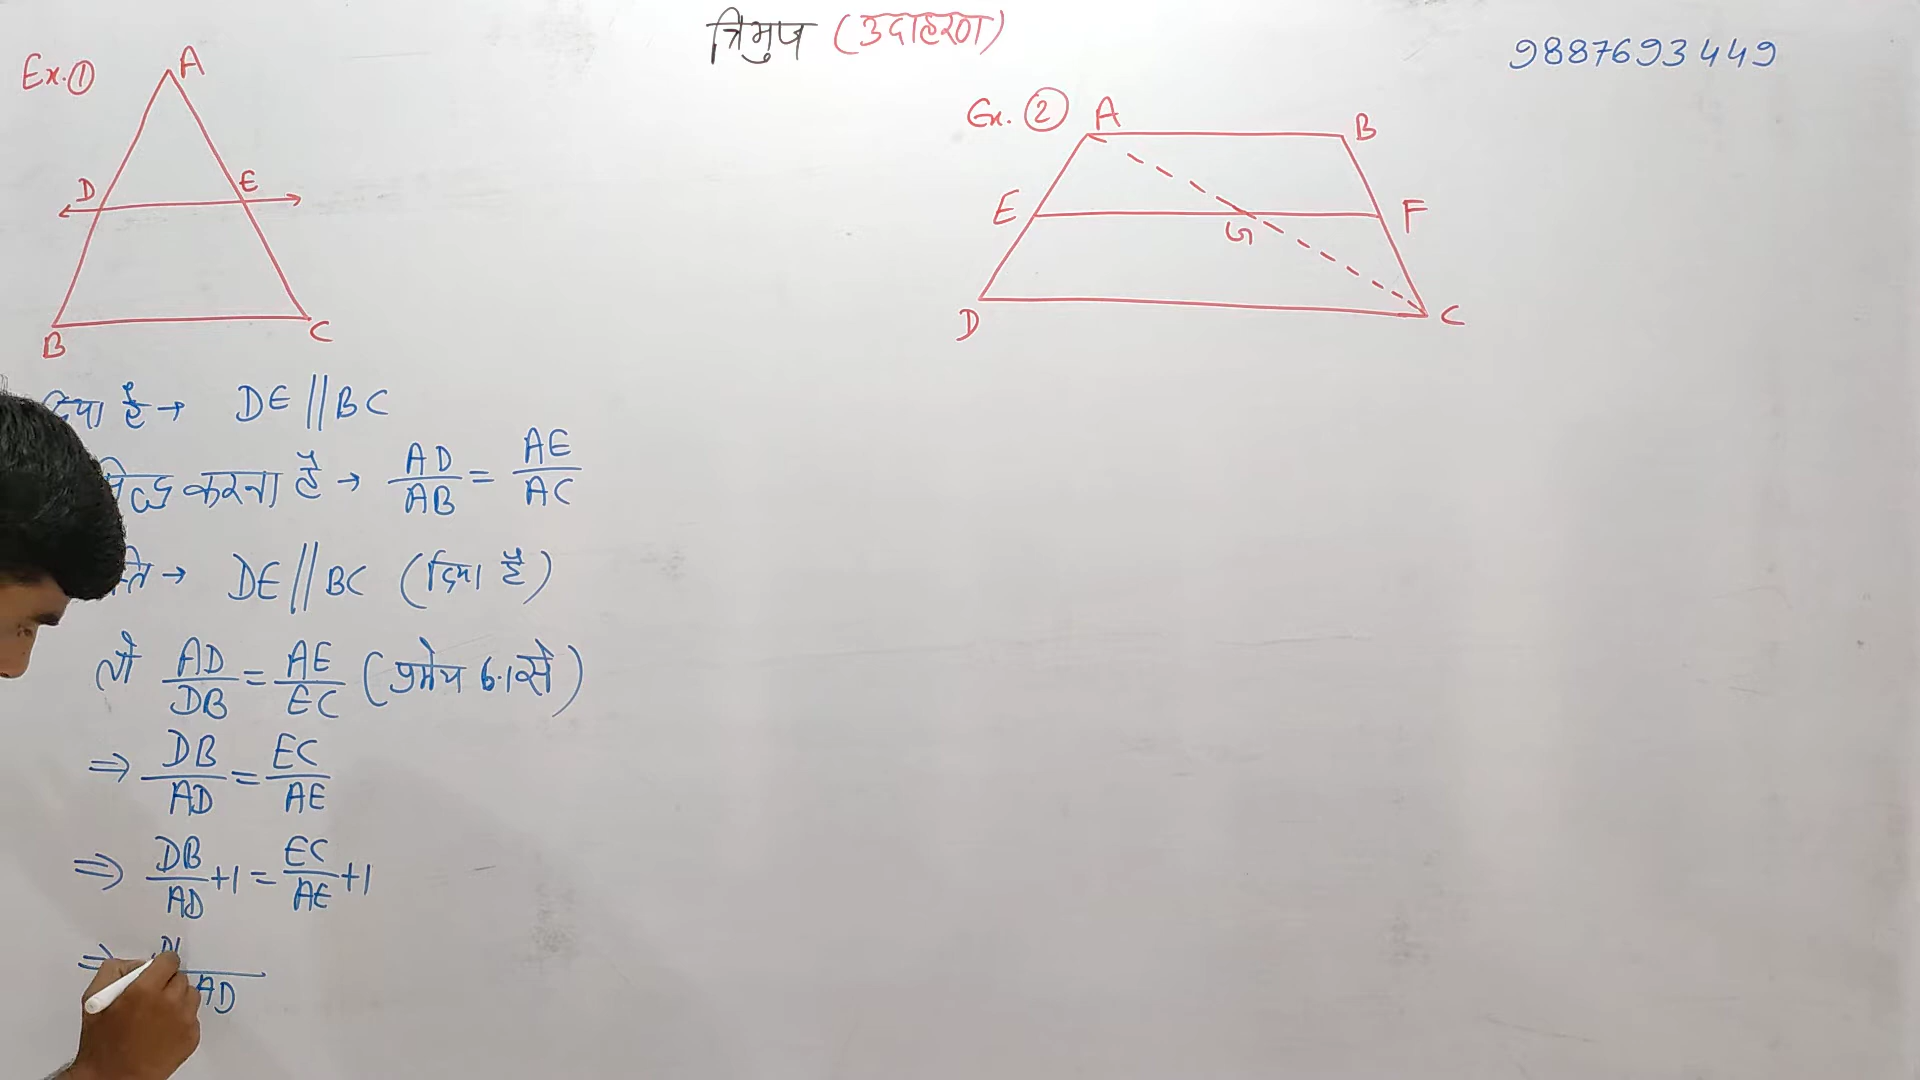 त्रिभुज (उदाहरण)
9887693449
Ex. ①
A
D
E
B
C
दिया है → DE || BC
सिद्ध करना है → AD/AB = AE/AC
→ DE || BC (दिया है)
तो AD/DB = AE/EC (प्रमेय 6.1 से)
⇒ DB/AD = EC/AE
⇒ DB/AD + 1 = EC/AE + 1
⇒
AD
Ex. ②
A
B
E
F
G
D
C